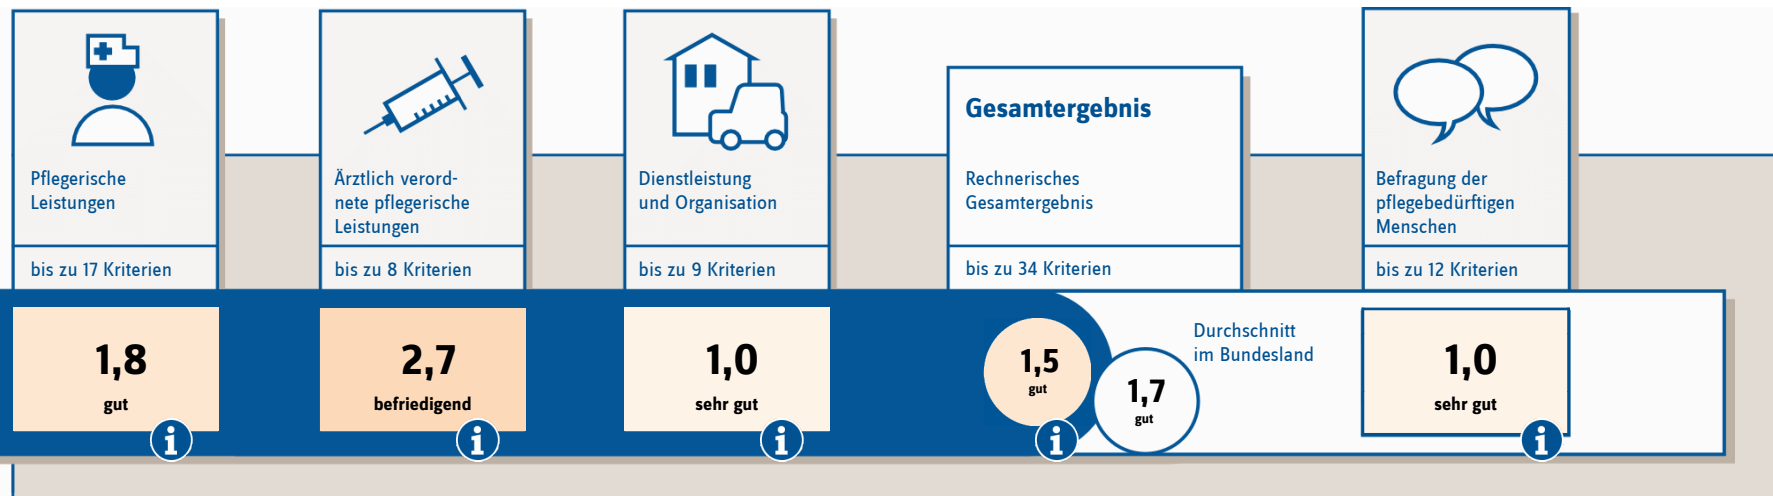 Pflegerische
Leistungen
bis zu 17 Kriterien
1,8
gut
i
Ärztlich verord-
nete pflegerische
Leistungen
bis zu 8 Kriterien
2,7
befriedigend
i
Dienstleistung
und Organisation
bis zu 9 Kriterien
1,0
sehr gut
i
Gesamtergebnis
Rechnerisches
Gesamtergebnis
bis zu 34 Kriterien
1,5
gut
i
1,7
gut
Durchschnitt
im Bundesland
Befragung der
pflegebedürftigen
Menschen
bis zu 12 Kriterien
1,0
sehr gut
i